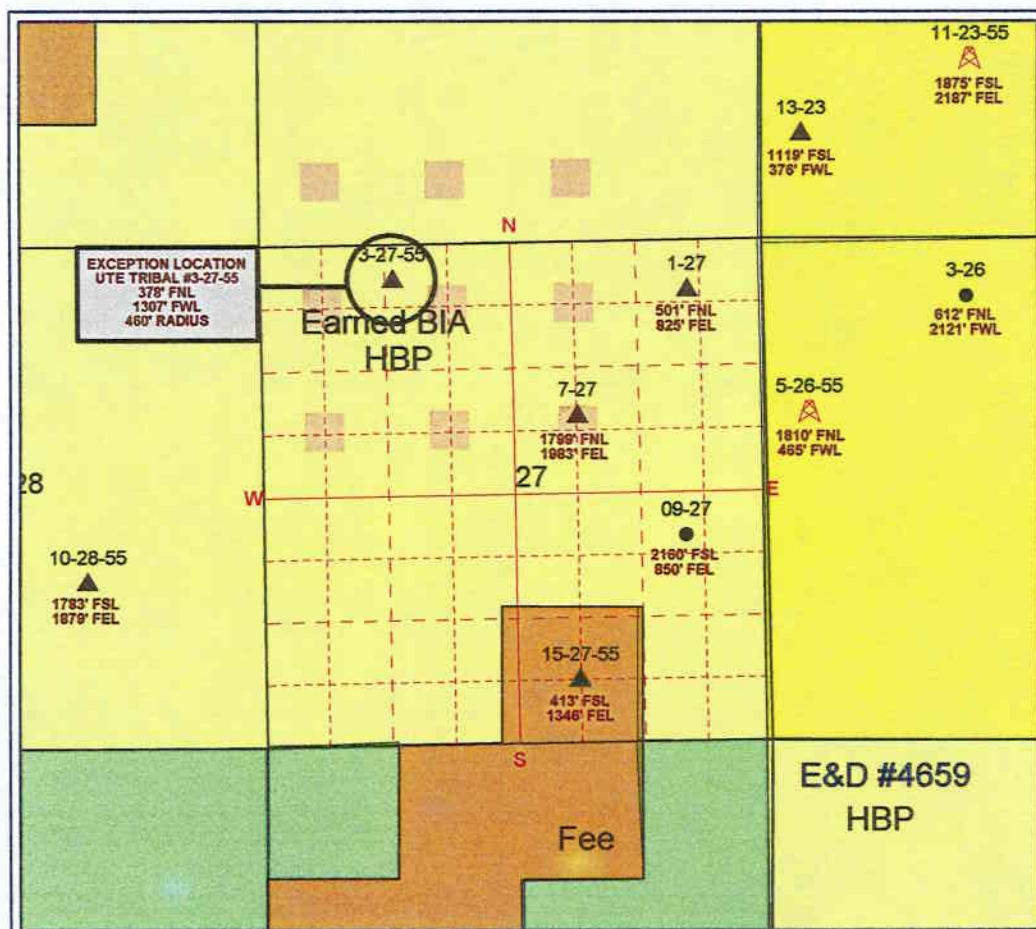 11-23-55
1875' FSL
2187' FEL
13-23
1119' FSL
376' FWL
N
EXCEPTION LOCATION
UTE TRIBAL #3-27-55
378' FNL
1307' FWL
460' RADIUS
3-27-55
Earned BIA
HBP
1-27
501' FNL
825' FEL
3-26
612' FNL
2121' FWL
7-27
1799' FNL
1983' FEL
5-26-55
1810' FNL
465' FWL
28
W
27
E
09-27
2160' FSL
850' FEL
10-28-55
1783' FSL
1879' FEL
15-27-55
413' FSL
1346' FEL
S
E&D #4659
HBP
Fee